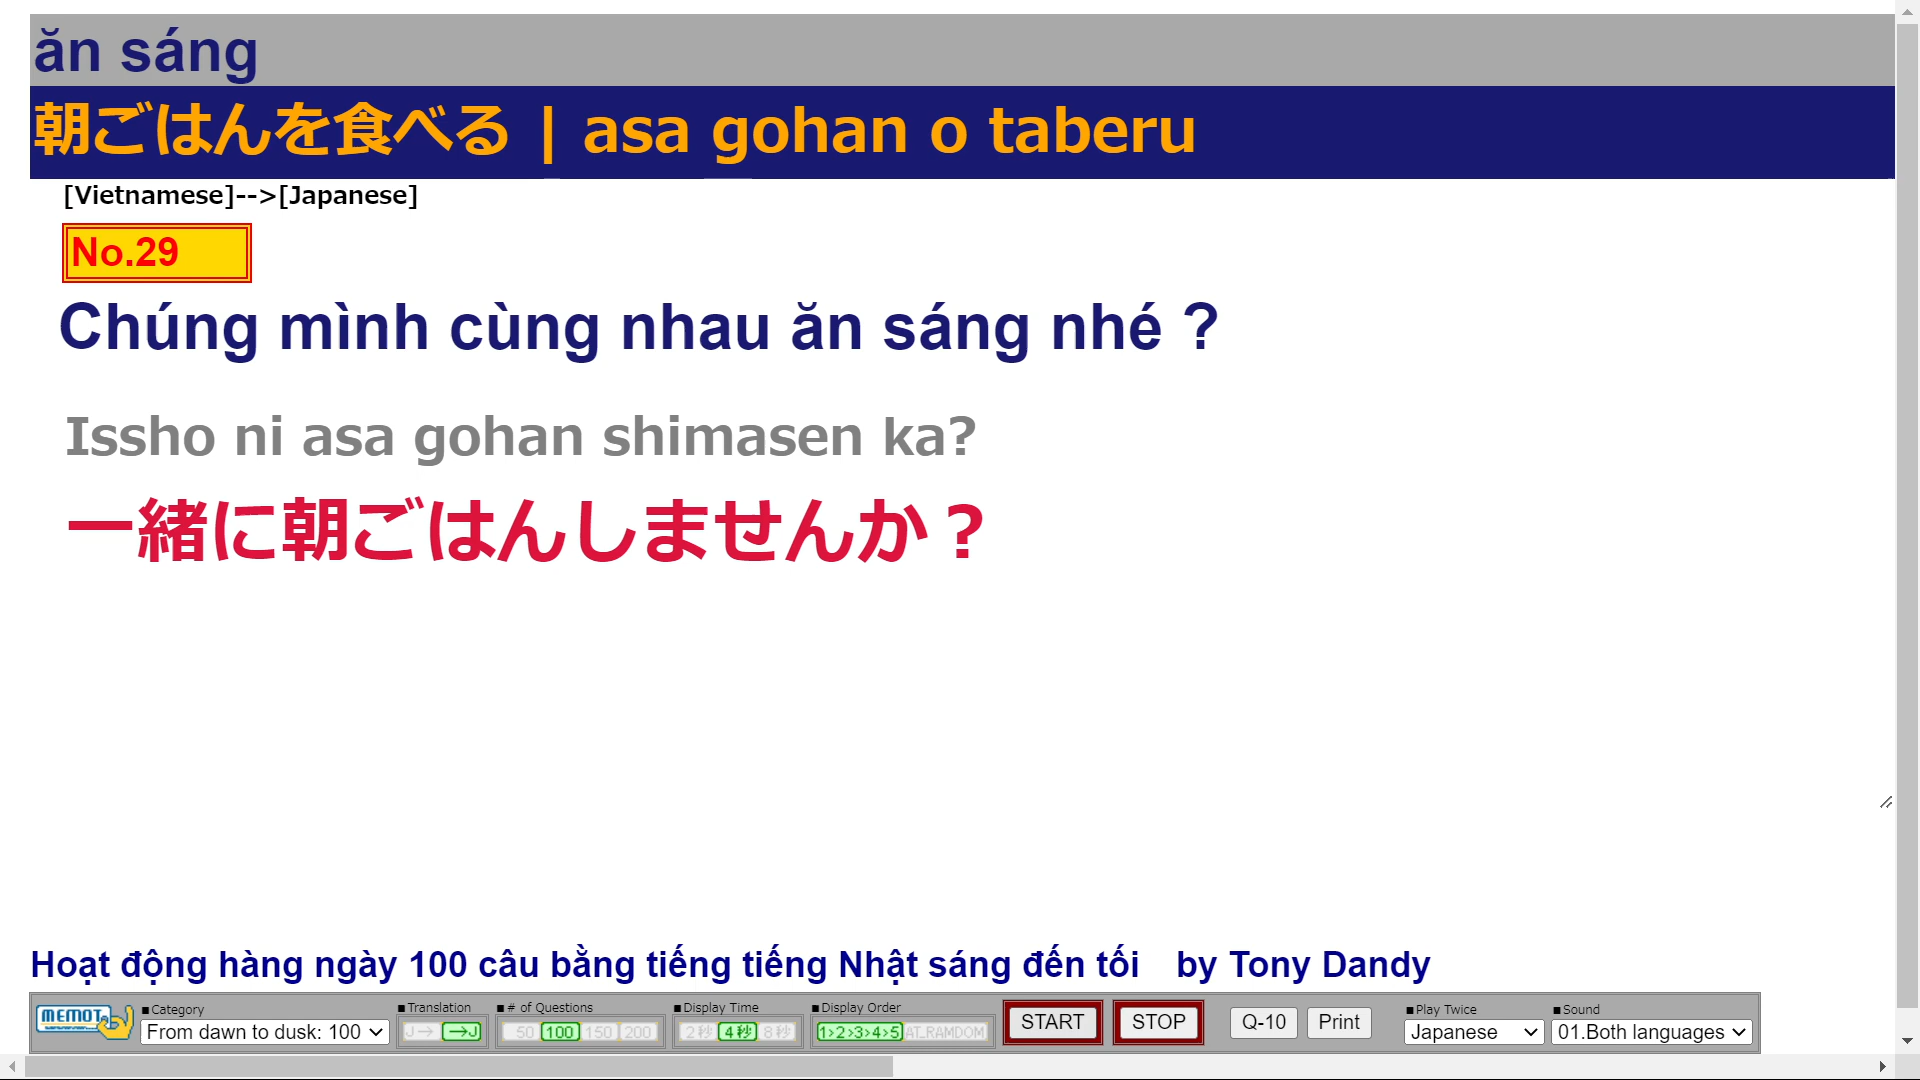 ăn sáng
朝ごはんを食べる | asa gohan o taberu
[Vietnamese]-->[Japanese]
No.29
Chúng mình cùng nhau ăn sáng nhé ?
Issho ni asa gohan shimasen ka?
一緒に朝ごはんしませんか？
Hoạt động hàng ngày 100 câu bằng tiếng tiếng Nhật sáng đến tối　by Tony Dandy
■Category ■Translation ■# of Questions ■Display Time ■Display Order ■Play Twice ■Sound
MEMOT From dawn to dusk: 100 J→ →J 50 100 150 200 2秒 4秒 8秒 1>2>3>4>5 AT_RAMDOM START STOP Q-10 Print Japanese 01.Both languages